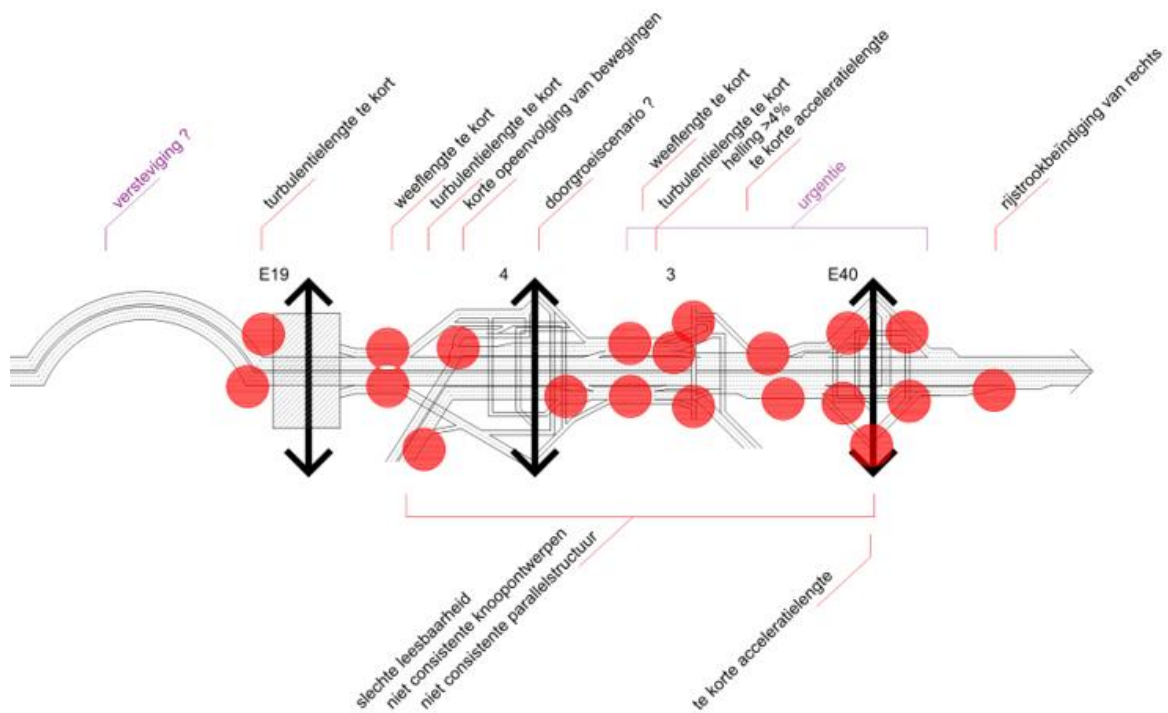 versteviging ?
turbulentielengte te kort
weeflengte te kort
turbulentielengte te kort
korte opeenvolging van bewegingen
doorgroeiscenario ?
weeflengte te kort
turbulentielengte te kort
helling >4%
te korte acceleratielengte
urgentie
rijstrookbeïndiging van rechts
E19
4
3
E40
slechte leesbaarheid
niet consistente knoopontwerpen
niet consistente parallelstructuur
te korte acceleratielengte